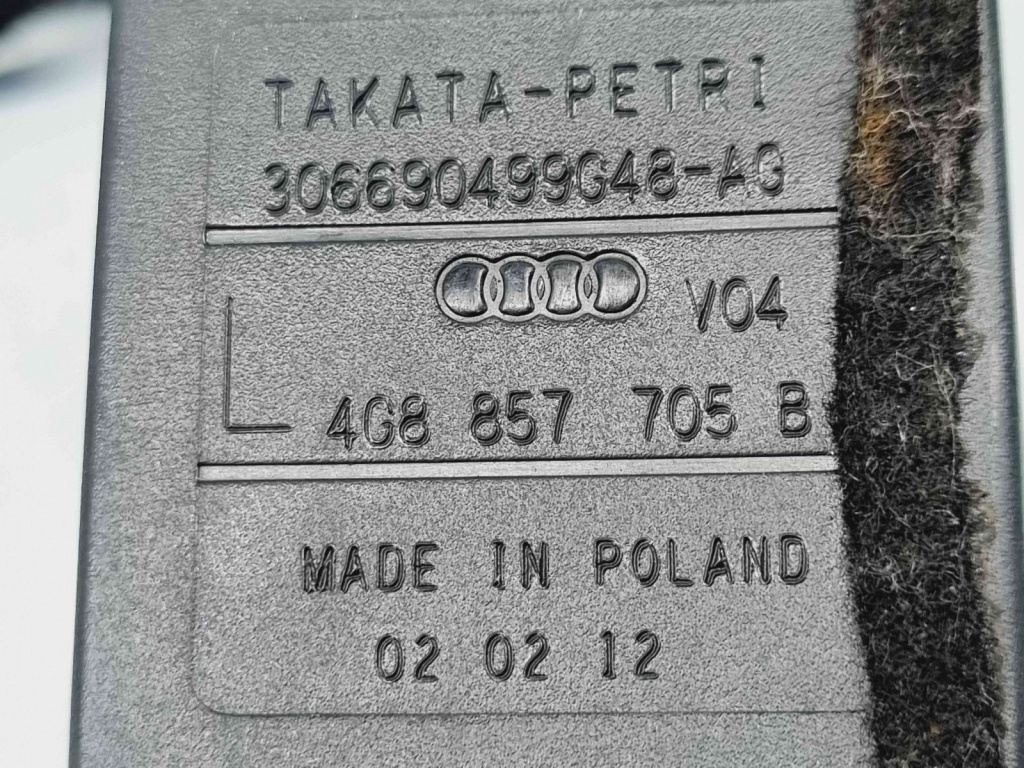 TAKATA-PETRI
306690499G48-AG
V04
L 4G8 857 705 B
MADE IN POLAND
02 02 12